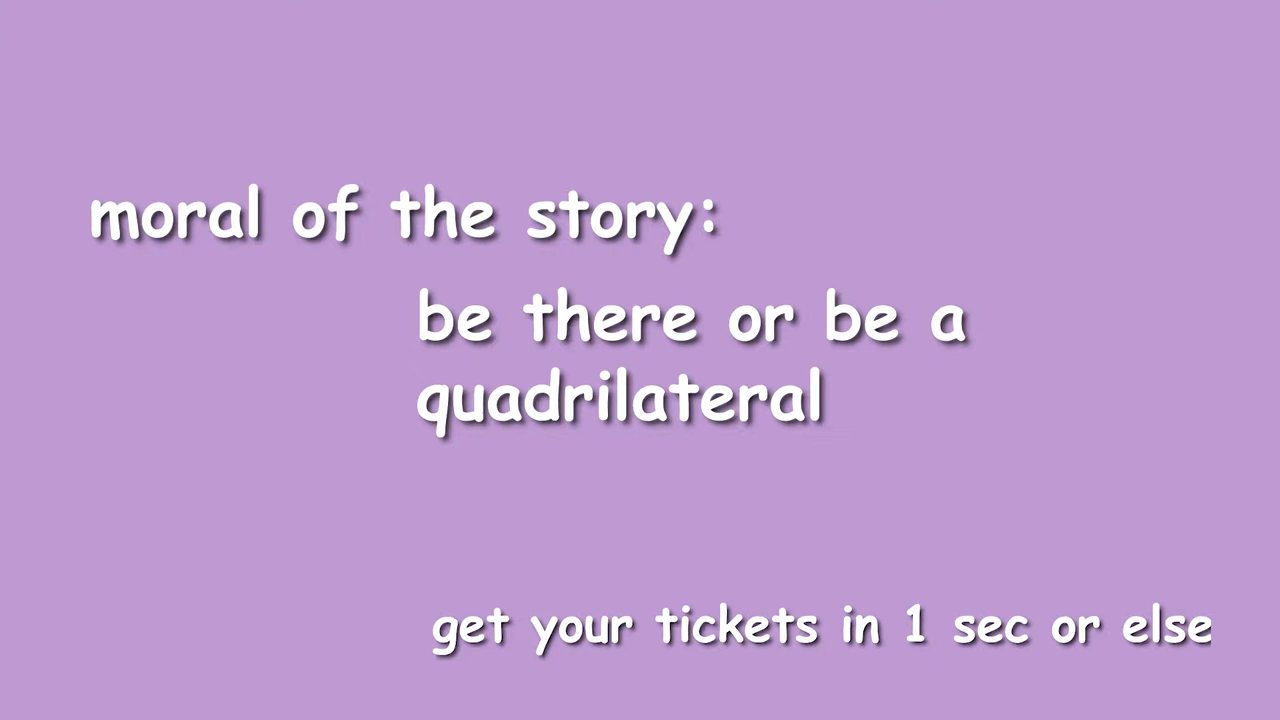 moral of the story:
be there or be a
quadrilateral
get your tickets in 1 sec or else